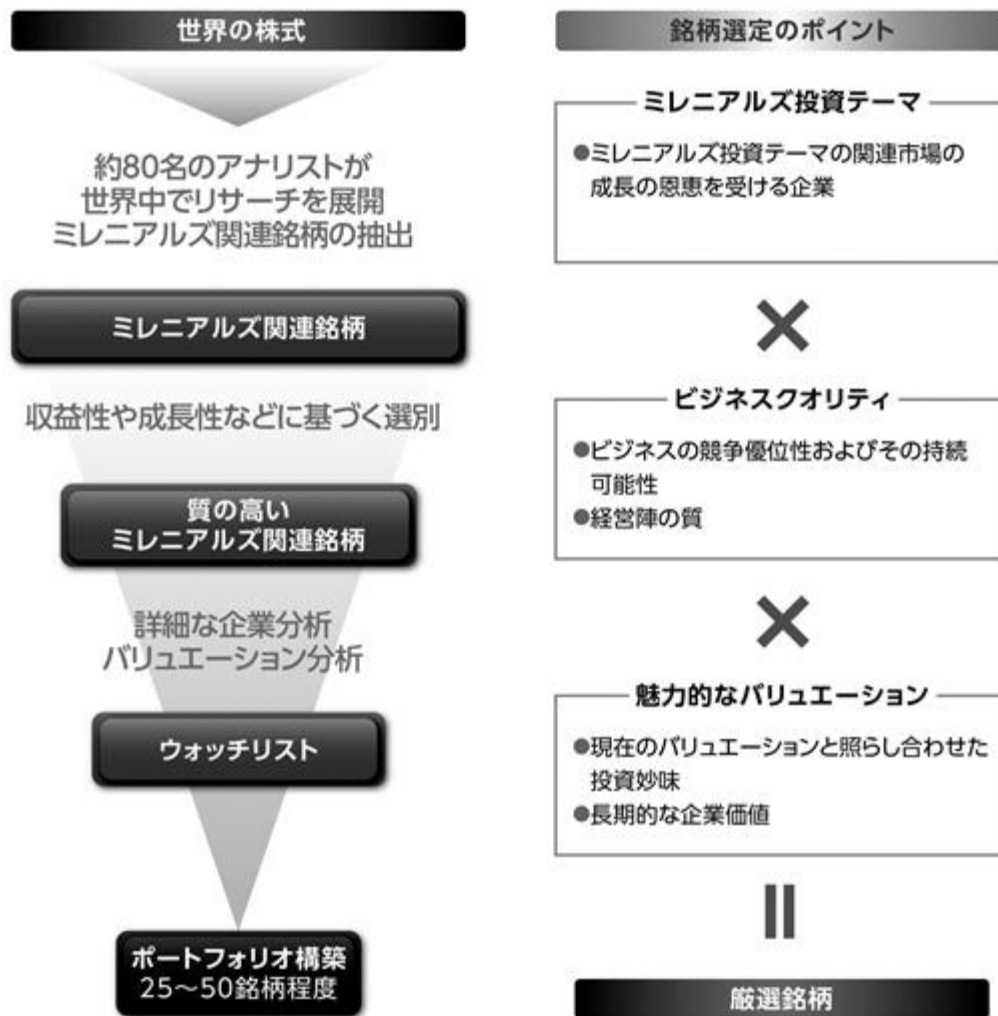 世界の株式
約80名のアナリストが
世界中でリサーチを展開
ミレニアルズ関連銘柄の抽出
ミレニアルズ関連銘柄
収益性や成長性などに基づく選別
質の高い
ミレニアルズ関連銘柄
詳細な企業分析
バリュエーション分析
ウォッチリスト
ポートフォリオ構築
25～50銘柄程度
銘柄選定のポイント
ミレニアルズ投資テーマ
●ミレニアルズ投資テーマの関連市場の
成長の恩恵を受ける企業
×
ビジネスクオリティ
●ビジネスの競争優位性およびその持続
可能性
●経営陣の質
×
魅力的なバリュエーション
●現在のバリュエーションと照らし合わせた
投資妙味
●長期的な企業価値
厳選銘柄